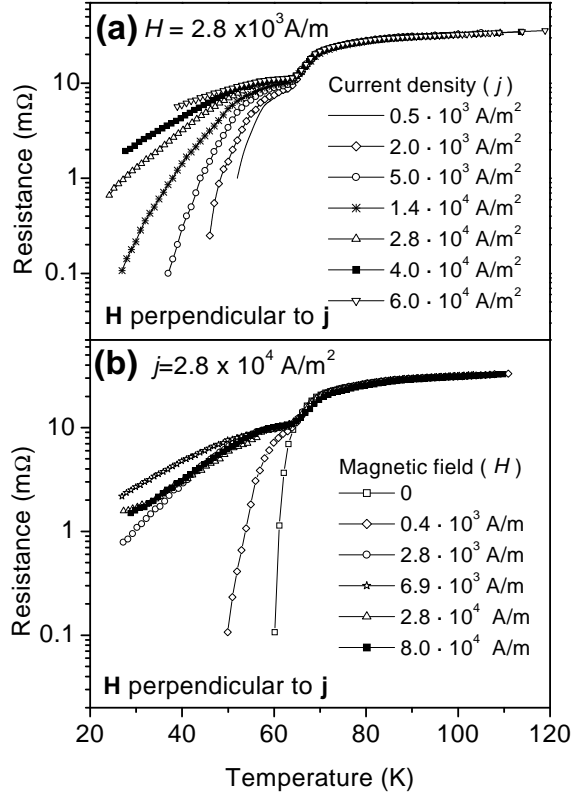 (a) H = 2.8 x10³A/m
Resistance (mΩ)
10
1
0.1
Current density ( j )
0.5 · 10³ A/m²
2.0 · 10³ A/m²
5.0 · 10³ A/m²
1.4 · 10⁴ A/m²
2.8 · 10⁴ A/m²
4.0 · 10⁴ A/m²
6.0 · 10⁴ A/m²
H perpendicular to j
(b) j=2.8 x 10⁴ A/m²
Resistance (mΩ)
10
1
0.1
Magnetic field ( H )
0
0.4 · 10³ A/m
2.8 · 10³ A/m
6.9 · 10³ A/m
2.8 · 10⁴ A/m
8.0 · 10⁴ A/m
H perpendicular to j
20 40 60 80 100 120
Temperature (K)